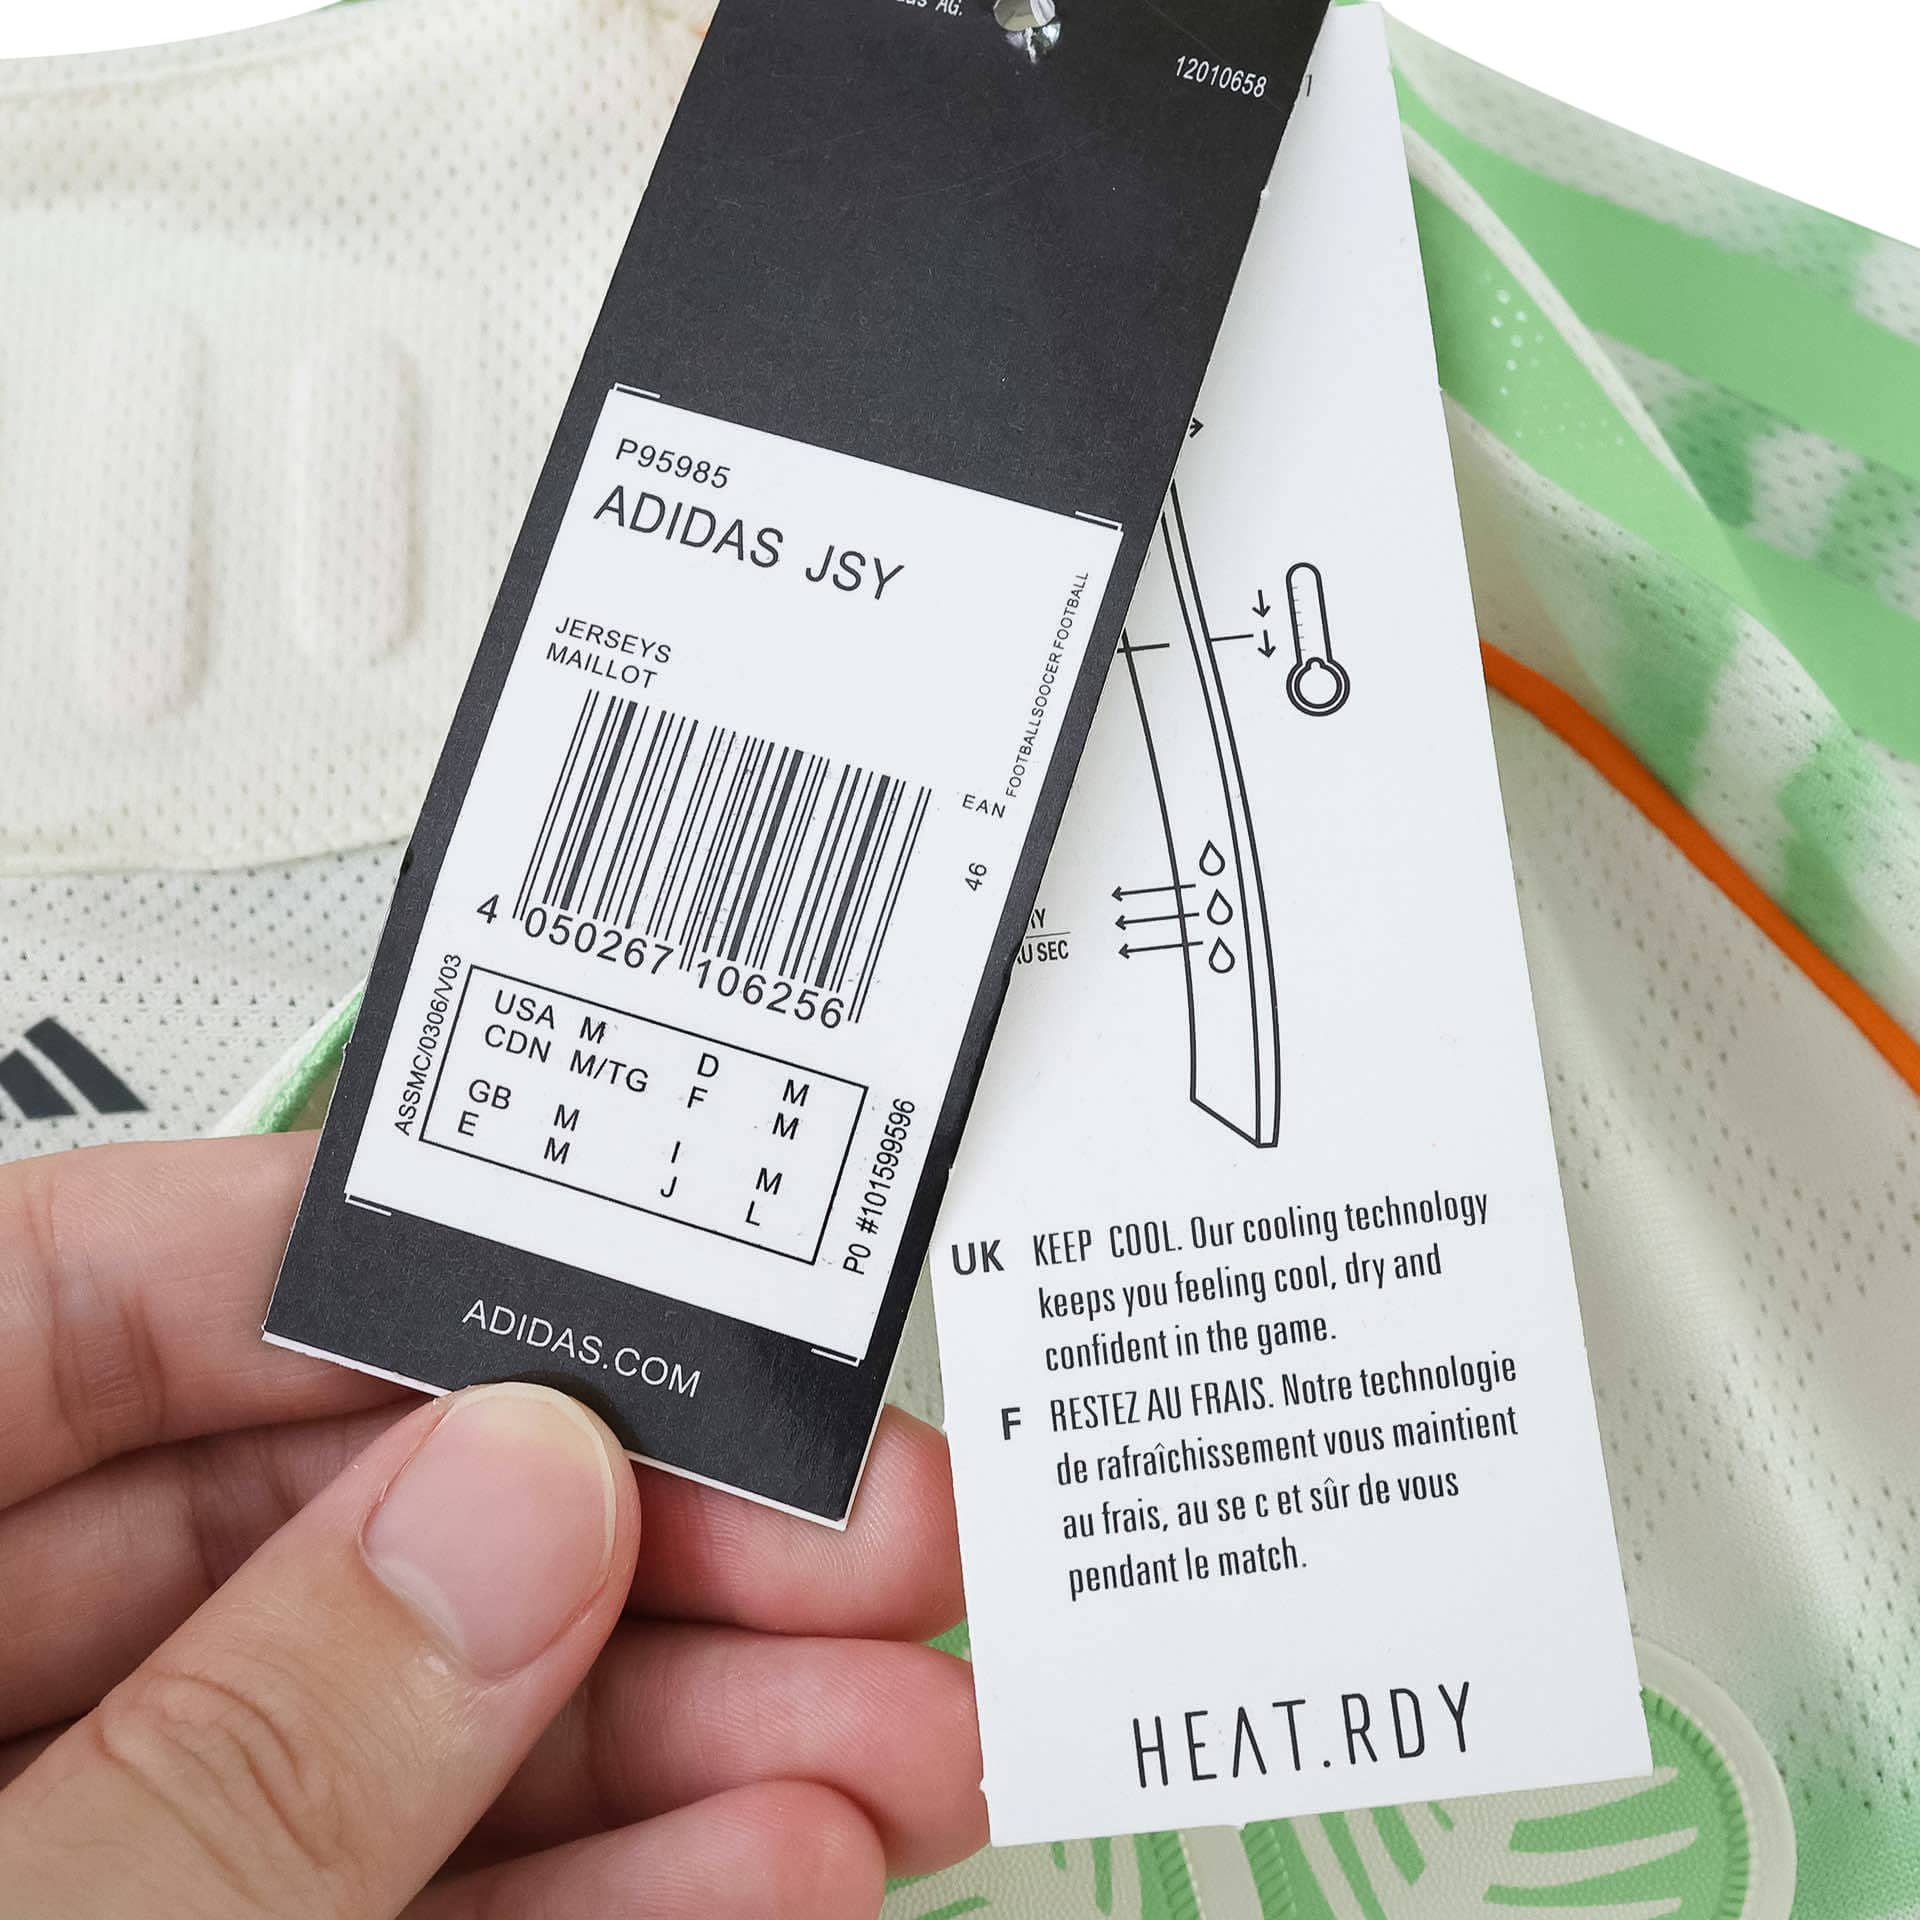 AG.
12010658
P95985
ADIDAS JSY
JERSEYS
MAILLOT
FOOTBALLSOCCER FOOTBALL
EAN
46
4 050267 106256
ASSMC/0306/V03
USA M D M
CDN M/TG F M
GB M I M
E M J L
PO #101599596
ADIDAS.COM
SEC
UK KEEP COOL. Our cooling technology
keeps you feeling cool, dry and
confident in the game.
F RESTEZ AU FRAIS. Notre technologie
de rafraîchissement vous maintient
au frais, au se c et sûr de vous
pendant le match.
HEAT.RDY